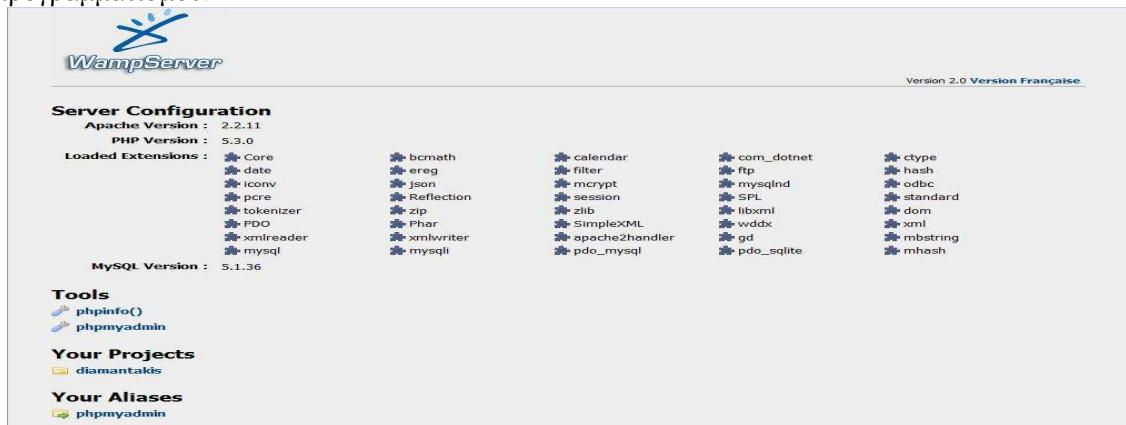 WampServer
Version 2.0 Version Française
Server Configuration
Apache Version : 2.2.11
PHP Version : 5.3.0
Loaded Extensions : Core bcmath calendar com_dotnet ctype
date ereg filter ftp hash
iconv json mcrypt mysqlnd odbc
pcre Reflection session SPL standard
tokenizer zip zlib libxml dom
PDO Phar SimpleXML wddx xml
xmlreader xmlwriter apache2handler gd mbstring
mysql mysqli pdo_mysql pdo_sqlite mhash
MySQL Version : 5.1.36
Tools
phpinfo()
phpmyadmin
Your Projects
diamantakis
Your Aliases
phpmyadmin